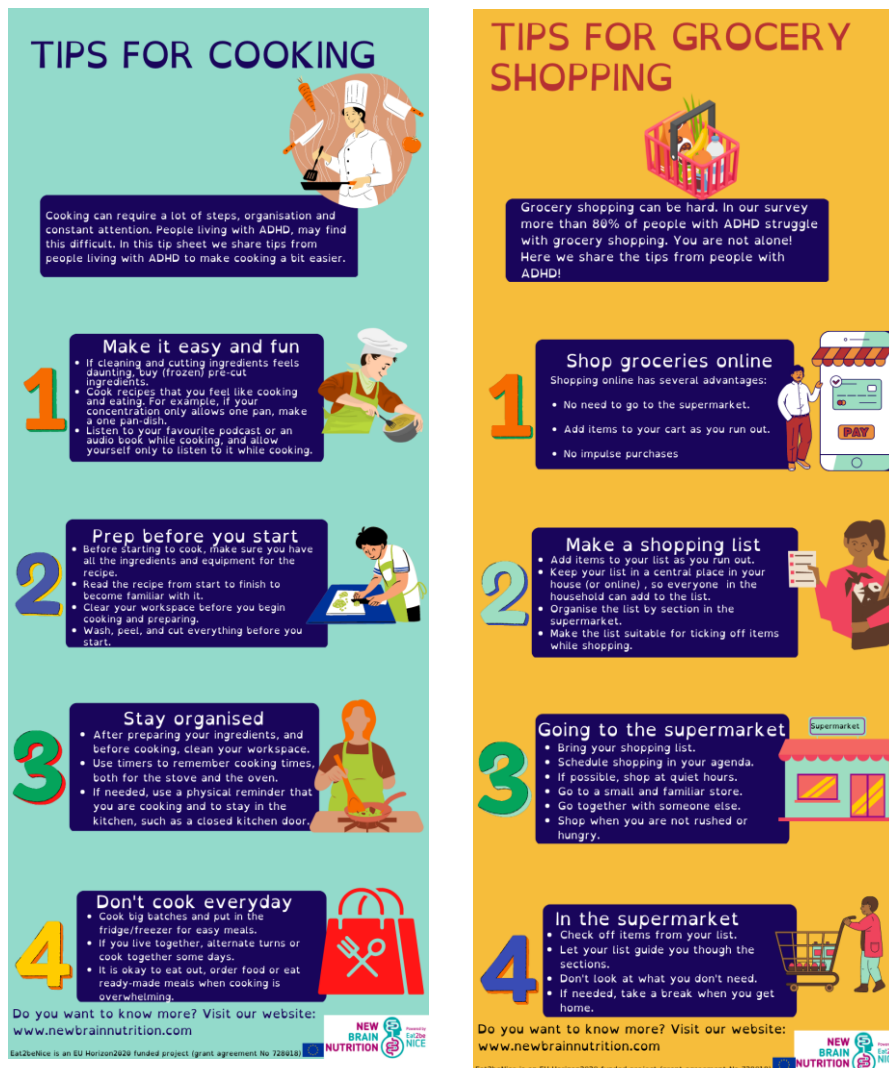 TIPS FOR COOKING
Cooking can require a lot of steps, organisation and
constant attention. People living with ADHD, may find
this difficult. In this tip sheet we share tips from
people living with ADHD to make cooking a bit easier.
1
Make it easy and fun
• If cleaning and cutting ingredients feels
daunting, buy (frozen) pre-cut
ingredients.
• Cook recipes that you feel like cooking
and eating. For example, if your
concentration only allows one pan, make
a one pan-dish.
• Listen to your favourite podcast or an
audio book while cooking, and allow
yourself only to listen to it while cooking.
2
Prep before you start
• Before starting to cook, make sure you have
all the ingredients and equipment for the
recipe.
• Read the recipe from start to finish to
become familiar with it.
• Clear your workspace before you begin
cooking and preparing.
• Wash, peel, and cut everything before you
start.
3
Stay organised
• After preparing your ingredients, and
before cooking, clean your workspace.
• Use timers to remember cooking times,
both for the stove and the oven.
• If needed, use a physical reminder that
you are cooking and to stay in the
kitchen, such as a closed kitchen door.
4
Don't cook everyday
• Cook big batches and put in the
fridge/freezer for easy meals.
• If you live together, alternate turns or
cook together some days.
• It is okay to eat out, order food or eat
ready-made meals when cooking is
overwhelming.
Do you want to know more? Visit our website:
www.newbrainnutrition.com
Eat2beNice is an EU Horizon2020 funded project (grant agreement No 728018)
NEW
BRAIN
NUTRITION
Powered by
Eat2be
NICE
TIPS FOR GROCERY
SHOPPING
Grocery shopping can be hard. In our survey
more than 80% of people with ADHD struggle
with grocery shopping. You are not alone!
Here we share the tips from people with
ADHD!
1
Shop groceries online
Shopping online has several advantages:
• No need to go to the supermarket.
• Add items to your cart as you run out.
• No impulse purchases
PAY
2
Make a shopping list
• Add items to your list as you run out.
• Keep your list in a central place in your
house (or online) , so everyone in the
household can add to the list.
• Organise the list by section in the
supermarket.
• Make the list suitable for ticking off items
while shopping.
3
Going to the supermarket
• Bring your shopping list.
• Schedule shopping in your agenda.
• If possible, shop at quiet hours.
• Go to a small and familiar store.
• Go together with someone else.
• Shop when you are not rushed or
hungry.
Supermarket
4
In the supermarket
• Check off items from your list.
• Let your list guide you though the
sections.
• Don't look at what you don't need.
• If needed, take a break when you get
home.
Do you want to know more? Visit our website:
www.newbrainnutrition.com
NEW
BRAIN
NUTRITION